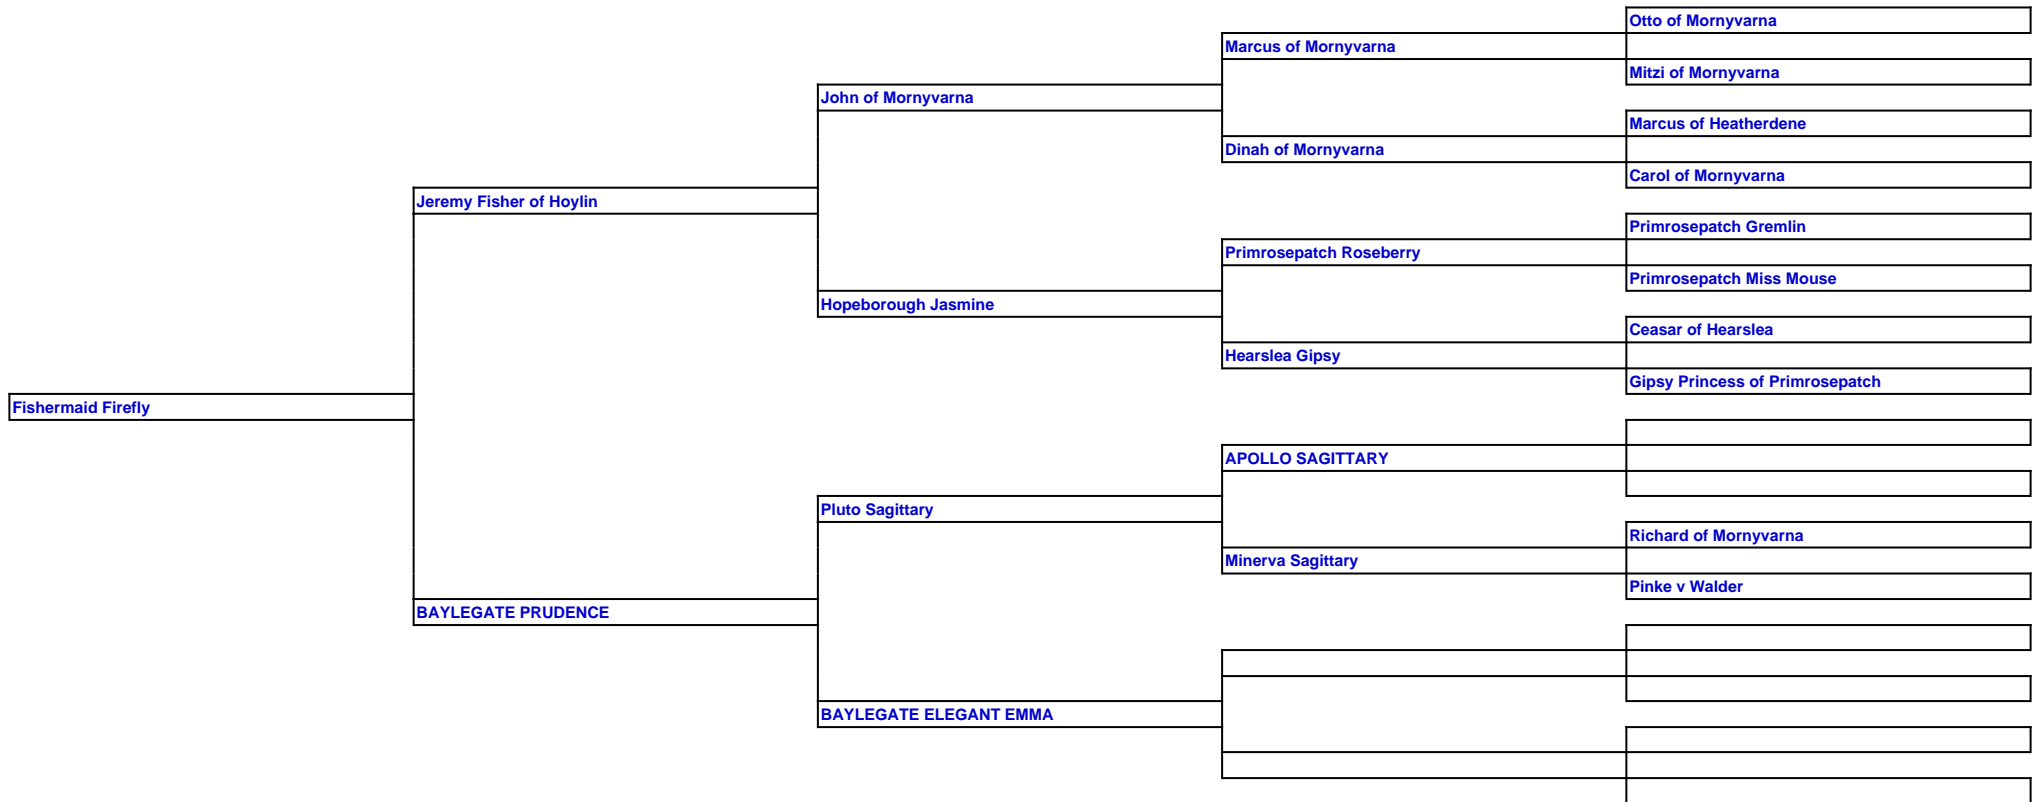 Otto of Mornyvarna
Marcus of Mornyvarna
Mitzi of Mornyvarna
John of Mornyvarna
Marcus of Heatherdene
Dinah of Mornyvarna
Carol of Mornyvarna
Jeremy Fisher of Hoylin
Primrosepatch Gremlin
Primrosepatch Roseberry
Primrosepatch Miss Mouse
Hopeborough Jasmine
Ceasar of Hearslea
Hearslea Gipsy
Gipsy Princess of Primrosepatch
Fishermaid Firefly
APOLLO SAGITTARY
Pluto Sagittary
Richard of Mornyvarna
Minerva Sagittary
Pinke v Walder
BAYLEGATE PRUDENCE
BAYLEGATE ELEGANT EMMA